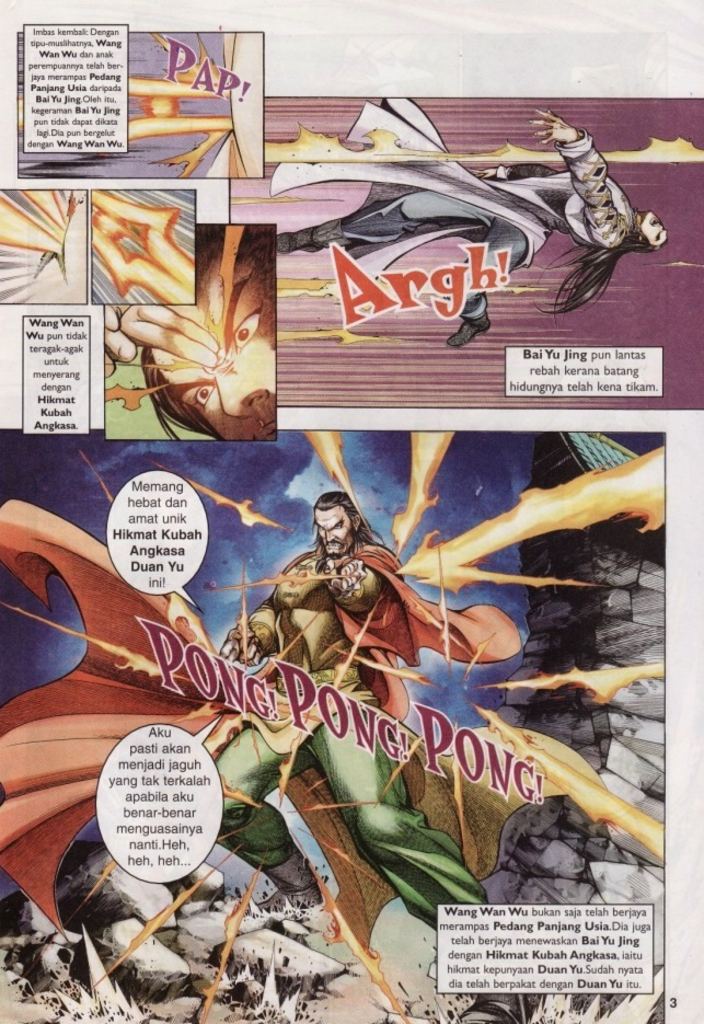 Imbas kembali: Dengan
tipu-muslihatnya, Wang
Wan Wu dan anak
perempuannya telah ber-
jaya merampas Pedang
Panjang Usia daripada
Bai Yu Jing.Oleh itu,
kegeraman Bai Yu Jing
pun tidak dapat dikata
lagi.Dia pun bergelut
dengan Wang Wan Wu.
PAP!
Argh!
Bai Yu Jing pun lantas
rebah kerana batang
hidungnya telah kena tikam.
Wang Wan
Wu pun tidak
teragak-agak
untuk
menyerang
dengan
Hikmat
Kubah
Angkasa.
Memang
hebat dan
amat unik
Hikmat Kubah
Angkasa
Duan Yu
ini!
PONG! PONG! PONG!
Aku
pasti akan
menjadi jaguh
yang tak terkalah
apabila aku
benar-benar
menguasainya
nanti.Heh,
heh, heh...
Wang Wan Wu bukan saja telah berjaya
merampas Pedang Panjang Usia.Dia juga
telah berjaya menewaskan Bai Yu Jing
dengan Hikmat Kubah Angkasa, iaitu
hikmat kepunyaan Duan Yu.Sudah nyata
dia telah berpakat dengan Duan Yu itu.
3